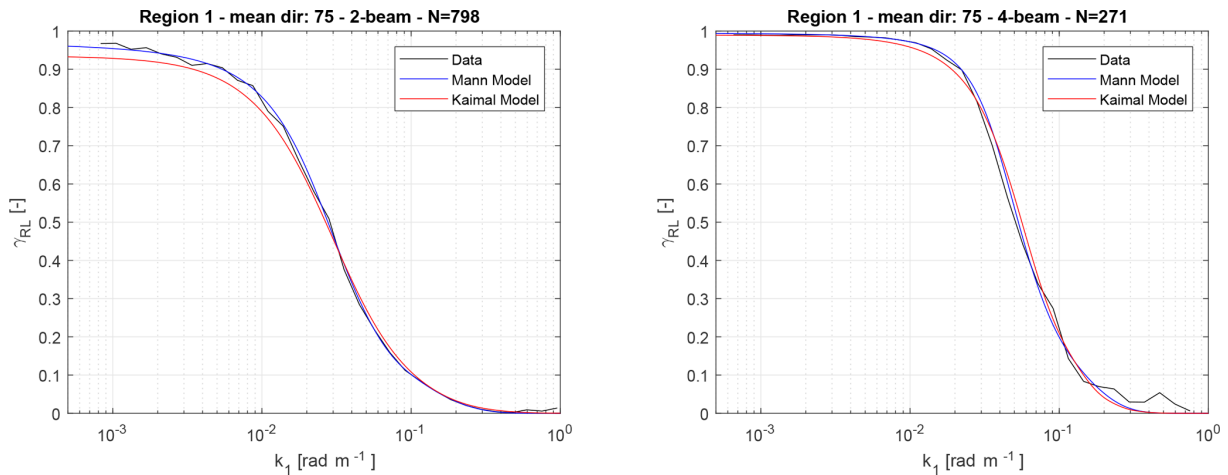 Region 1 - mean dir: 75 - 2-beam - N=798
1
0.9
0.8
0.7
0.6
0.5
0.4
0.3
0.2
0.1
0
γRL [-]
Data
Mann Model
Kaimal Model
10^-3
10^-2
10^-1
10^0
k1 [rad m^-1]
Region 1 - mean dir: 75 - 4-beam - N=271
1
0.9
0.8
0.7
0.6
0.5
0.4
0.3
0.2
0.1
0
γRL [-]
Data
Mann Model
Kaimal Model
10^-3
10^-2
10^-1
10^0
k1 [rad m^-1]